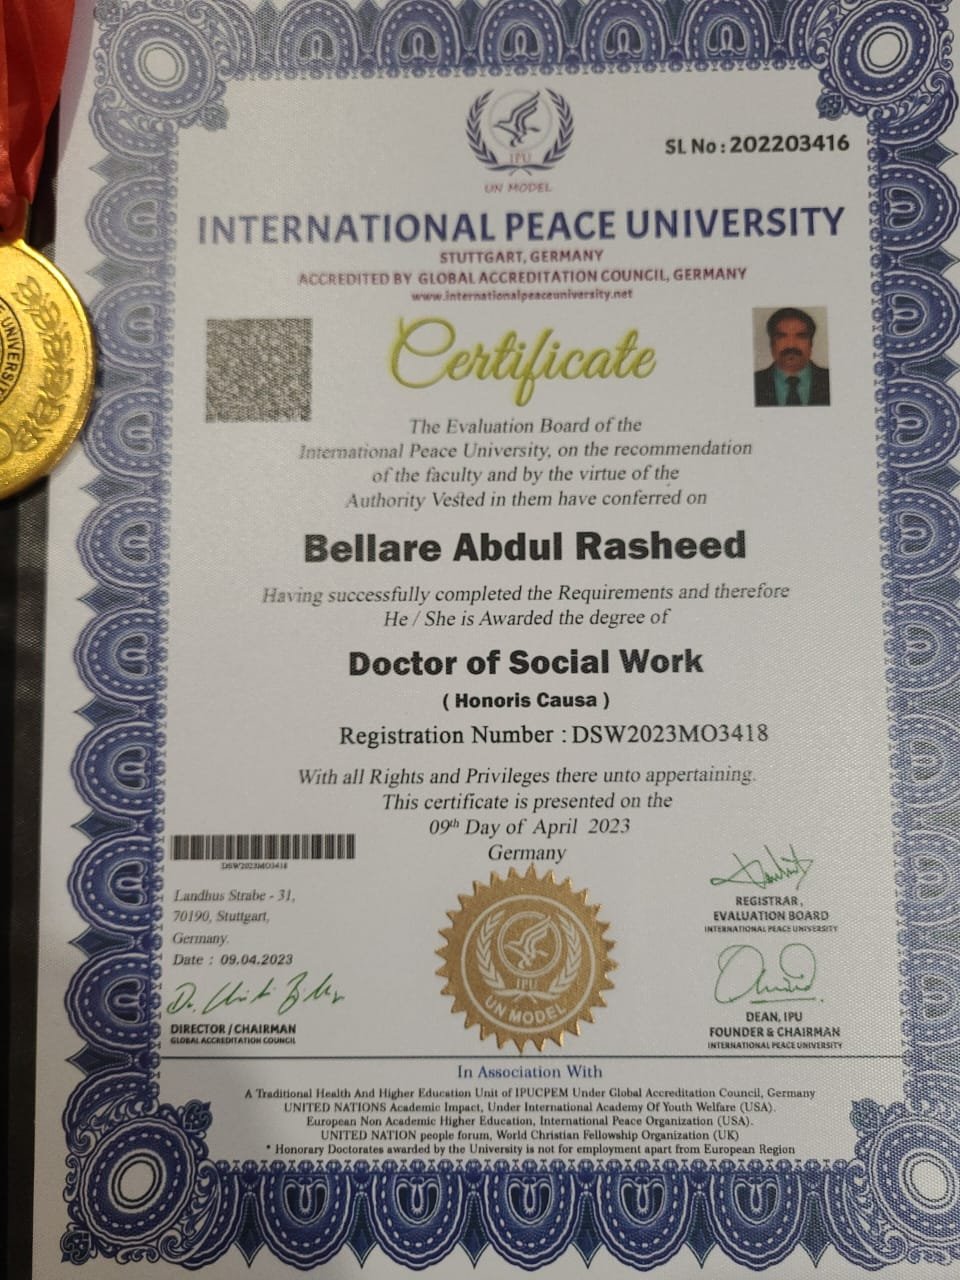 IPU
UN MODEL
SL No : 202203416
INTERNATIONAL PEACE UNIVERSITY
STUTTGART, GERMANY
ACCREDITED BY GLOBAL ACCREDITATION COUNCIL, GERMANY
www.internationalpeaceuniversity.net
UNIVERSITY
Certificate
The Evaluation Board of the
International Peace University, on the recommendation
of the faculty and by the virtue of the
Authority Vested in them have conferred on
Bellare Abdul Rasheed
Having successfully completed the Requirements and therefore
He / She is Awarded the degree of
Doctor of Social Work
( Honoris Causa )
Registration Number : DSW2023MO3418
With all Rights and Privileges there unto appertaining.
This certificate is presented on the
09th Day of April 2023
Germany
DSW2023MO3418
Landhus Strabe - 31,
70190, Stuttgart,
Germany.
Date : 09.04.2023
DIRECTOR / CHAIRMAN
GLOBAL ACCREDITATION COUNCIL
IPU
UN MODEL
REGISTRAR,
EVALUATION BOARD
INTERNATIONAL PEACE UNIVERSITY
DEAN, IPU
FOUNDER & CHAIRMAN
INTERNATIONAL PEACE UNIVERSITY
In Association With
A Traditional Health And Higher Education Unit of IPUCPEM Under Global Accreditation Council, Germany
UNITED NATIONS Academic Impact, Under International Academy Of Youth Welfare (USA).
European Non Academic Higher Education, International Peace Organization (USA).
UNITED NATION people forum, World Christian Fellowship Organization (UK)
* Honorary Doctorates awarded by the University is not for employment apart from European Region